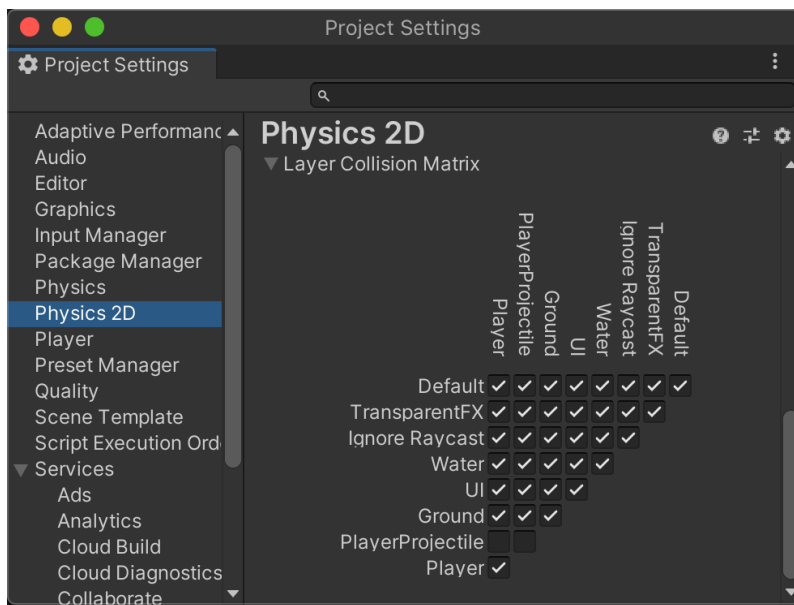 Project Settings
Project Settings
Adaptive Performanc
Audio
Editor
Graphics
Input Manager
Package Manager
Physics
Physics 2D
Player
Preset Manager
Quality
Scene Template
Script Execution Ord
Services
Ads
Analytics
Cloud Build
Cloud Diagnostics
Collaborate
Physics 2D
Layer Collision Matrix
Player
PlayerProjectile
Ground
UI
Water
Ignore Raycast
TransparentFX
Default
Default
TransparentFX
Ignore Raycast
Water
UI
Ground
PlayerProjectile
Player